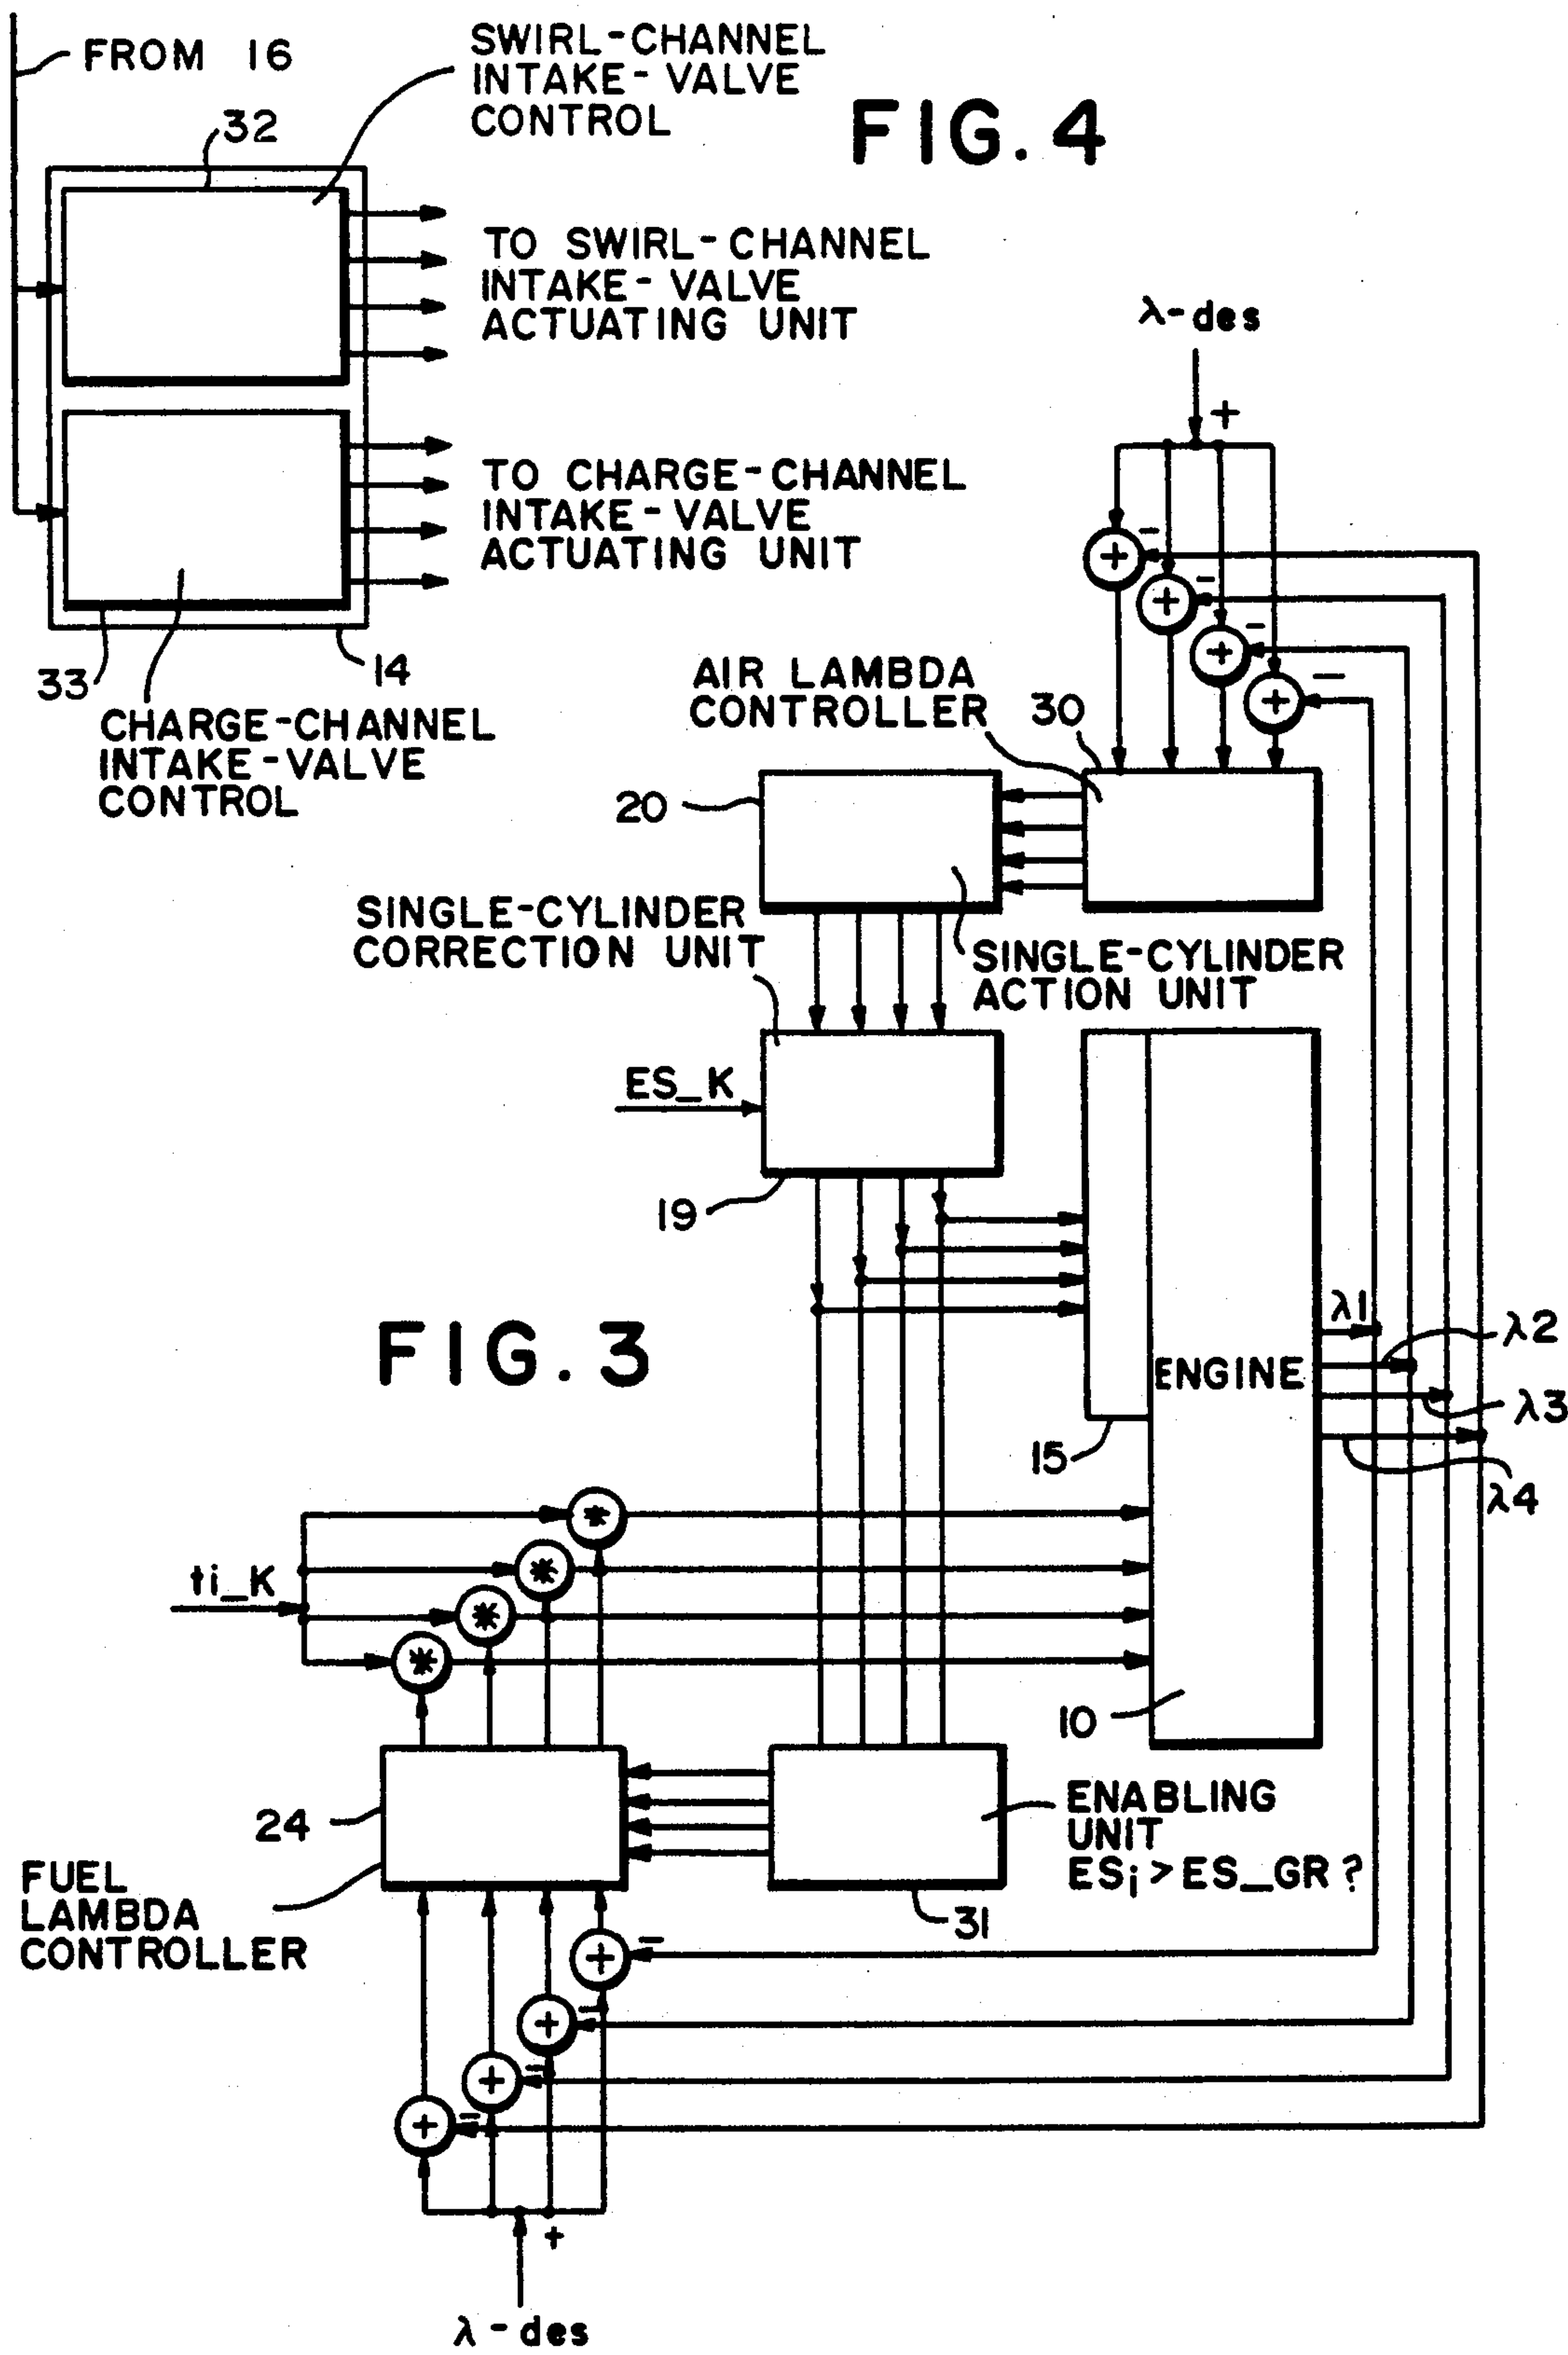 FROM 16
SWIRL-CHANNEL
INTAKE-VALVE
CONTROL
FIG. 4
32
TO SWIRL-CHANNEL
INTAKE-VALVE
ACTUATING UNIT
TO CHARGE-CHANNEL
INTAKE-VALVE
ACTUATING UNIT
33
14
CHARGE-CHANNEL
INTAKE-VALVE
CONTROL
λ-des
+
-
+
-
+
-
+
-
+
AIR LAMBDA
CONTROLLER
30
20
SINGLE-CYLINDER
CORRECTION UNIT
SINGLE-CYLINDER
ACTION UNIT
ES_K
19
FIG. 3
λ1
λ2
ENGINE
λ3
15
λ4
*
*
ti_K
*
*
10
24
ENABLING
UNIT
ESi > ES_GR ?
FUEL
LAMBDA
CONTROLLER
31
-
+
-
+
-
+
-
+
+
λ-des